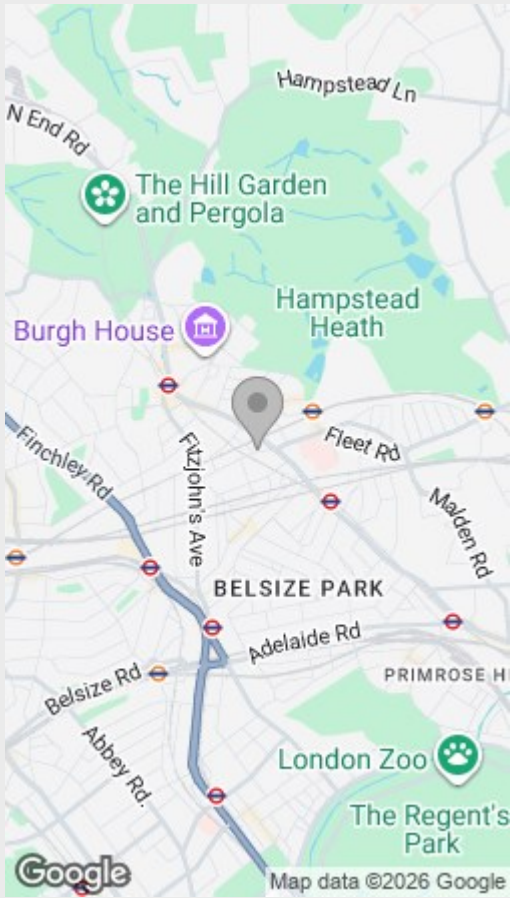 Hampstead Ln
N End Rd
The Hill Garden
and Pergola
Hampstead
Heath
Burgh House
Finchley Rd
Fitzjohn's Ave
Fleet Rd
Malden Rd
BELSIZE PARK
Adelaide Rd
Belsize Rd
PRIMROSE HI
Abbey Rd.
London Zoo
The Regent's
Park
Google
Map data ©2026 Google